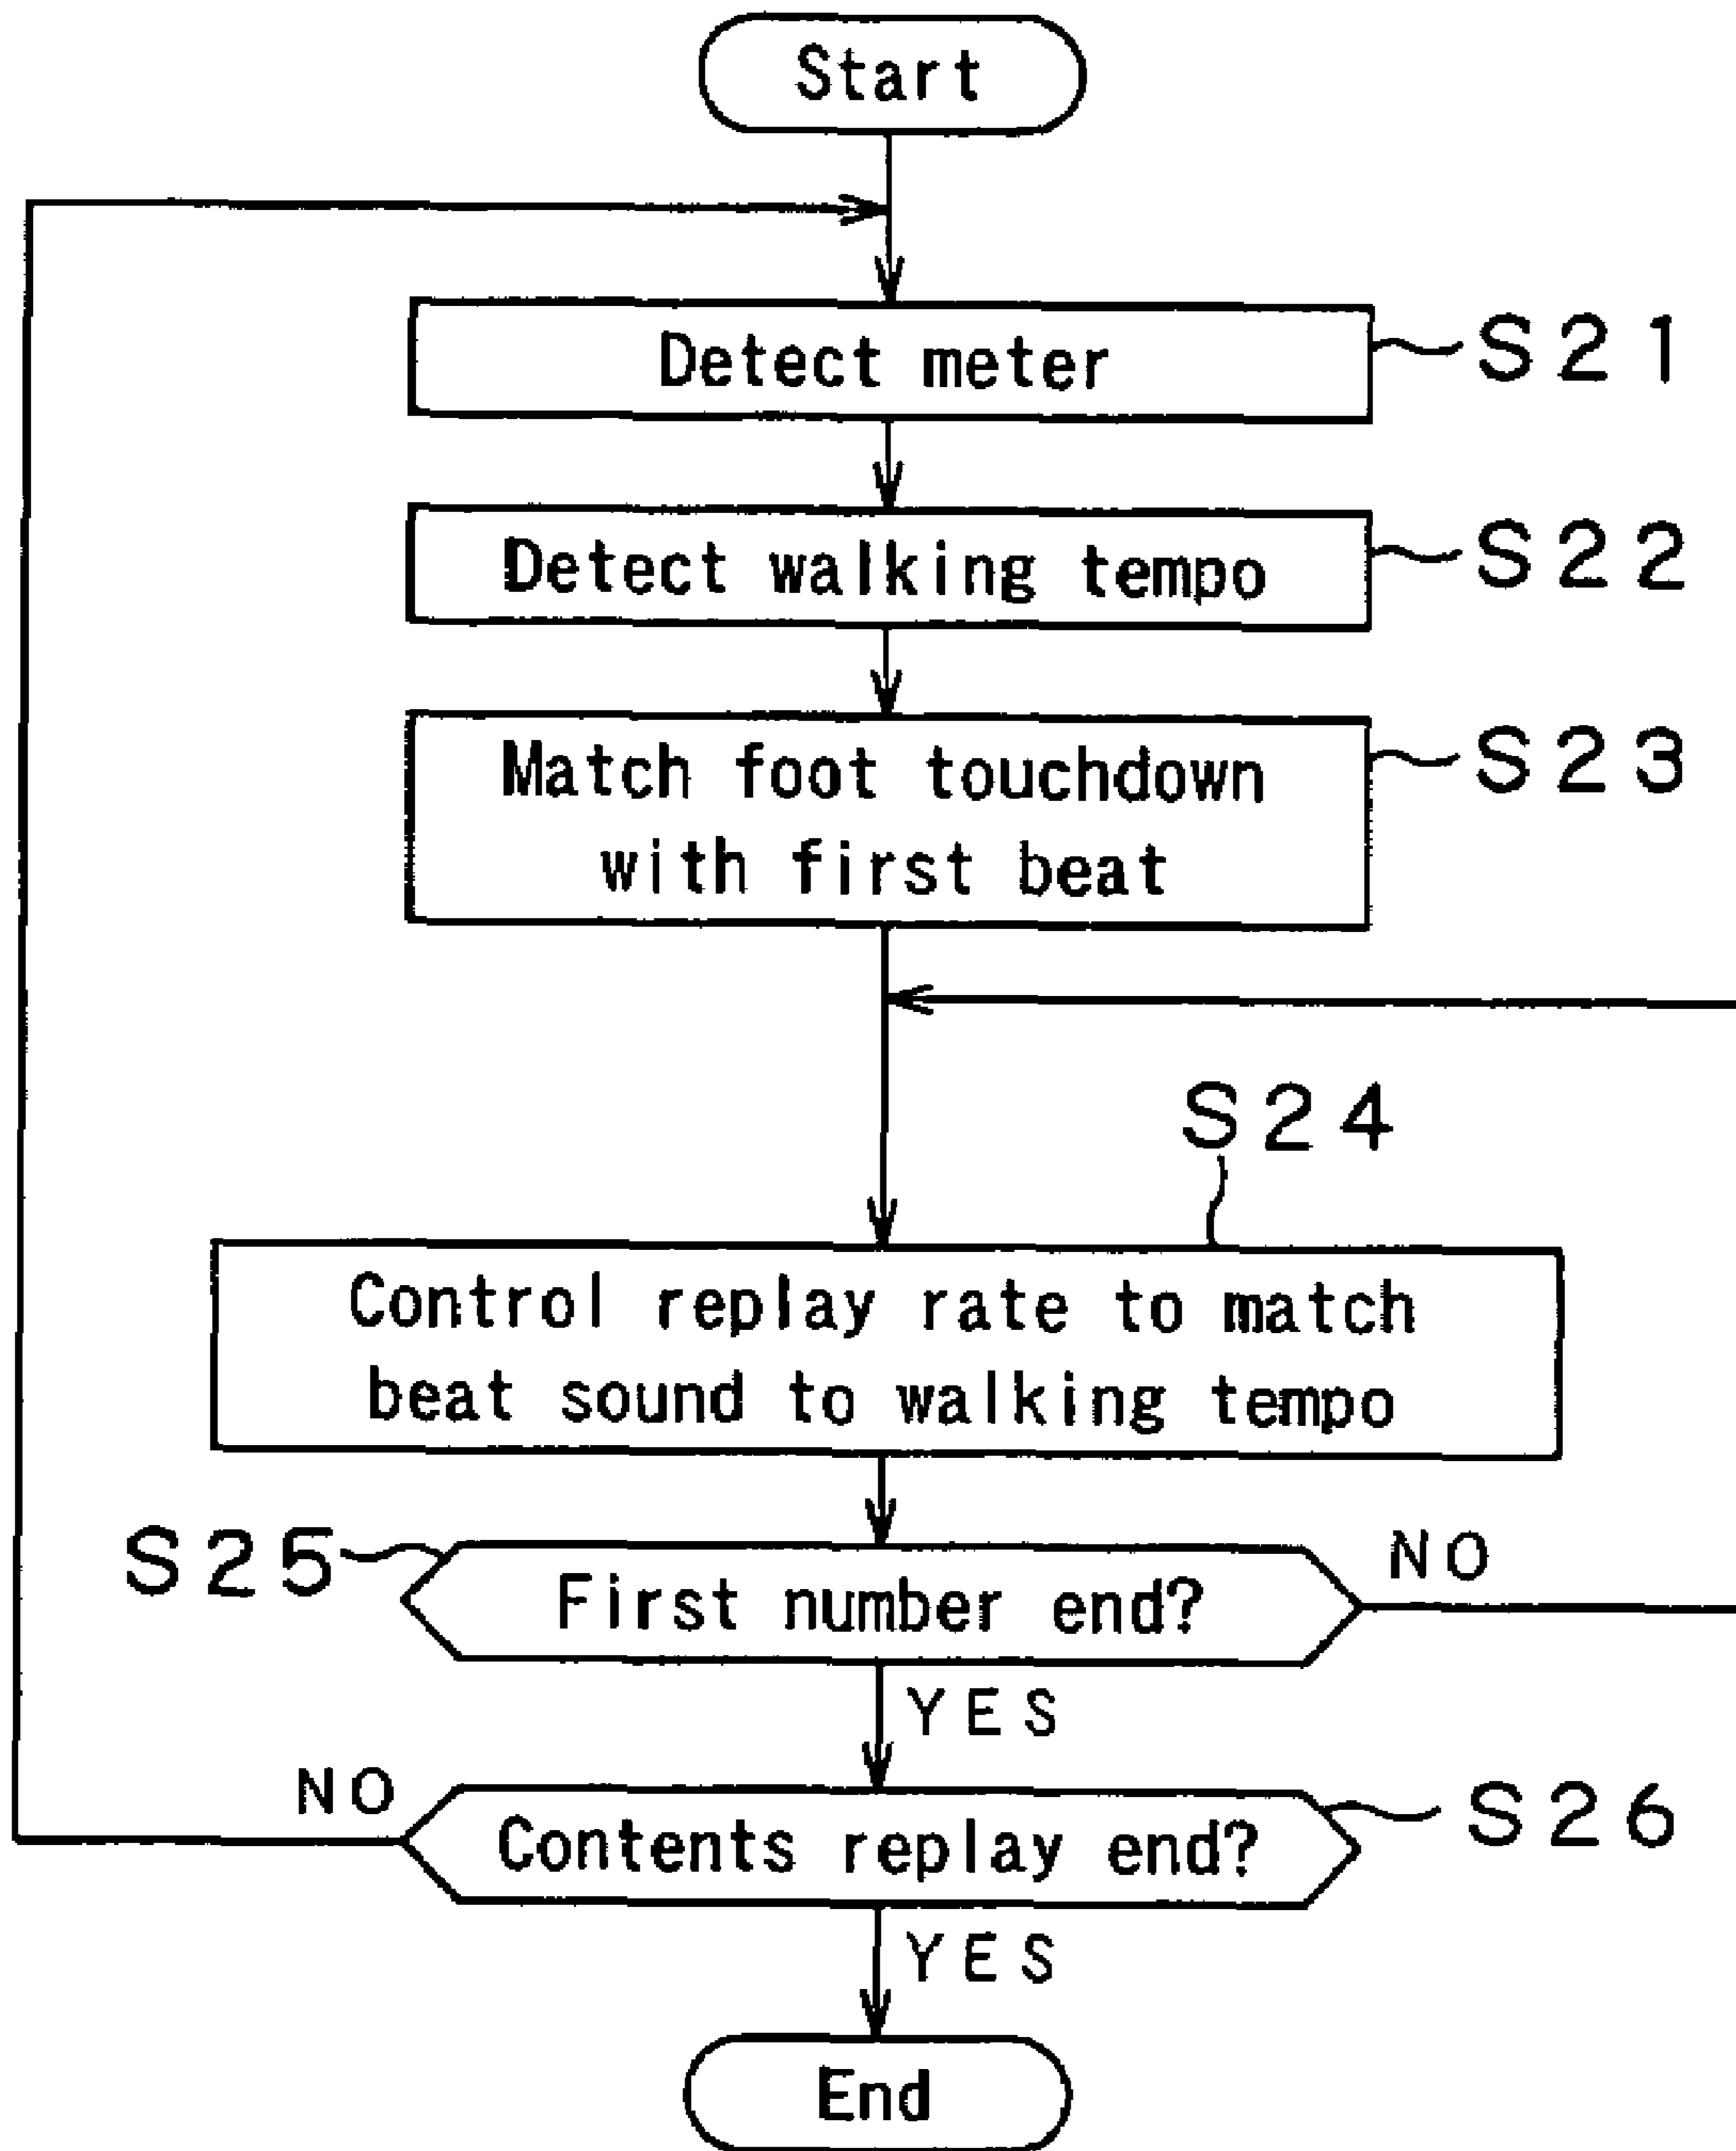 Start
Detect meter
S21
Detect walking tempo
S22
Match foot touchdown
with first beat
S23
S24
Control replay rate to match
beat sound to walking tempo
S25
First number end?
NO
YES
NO
Contents replay end?
S26
YES
End